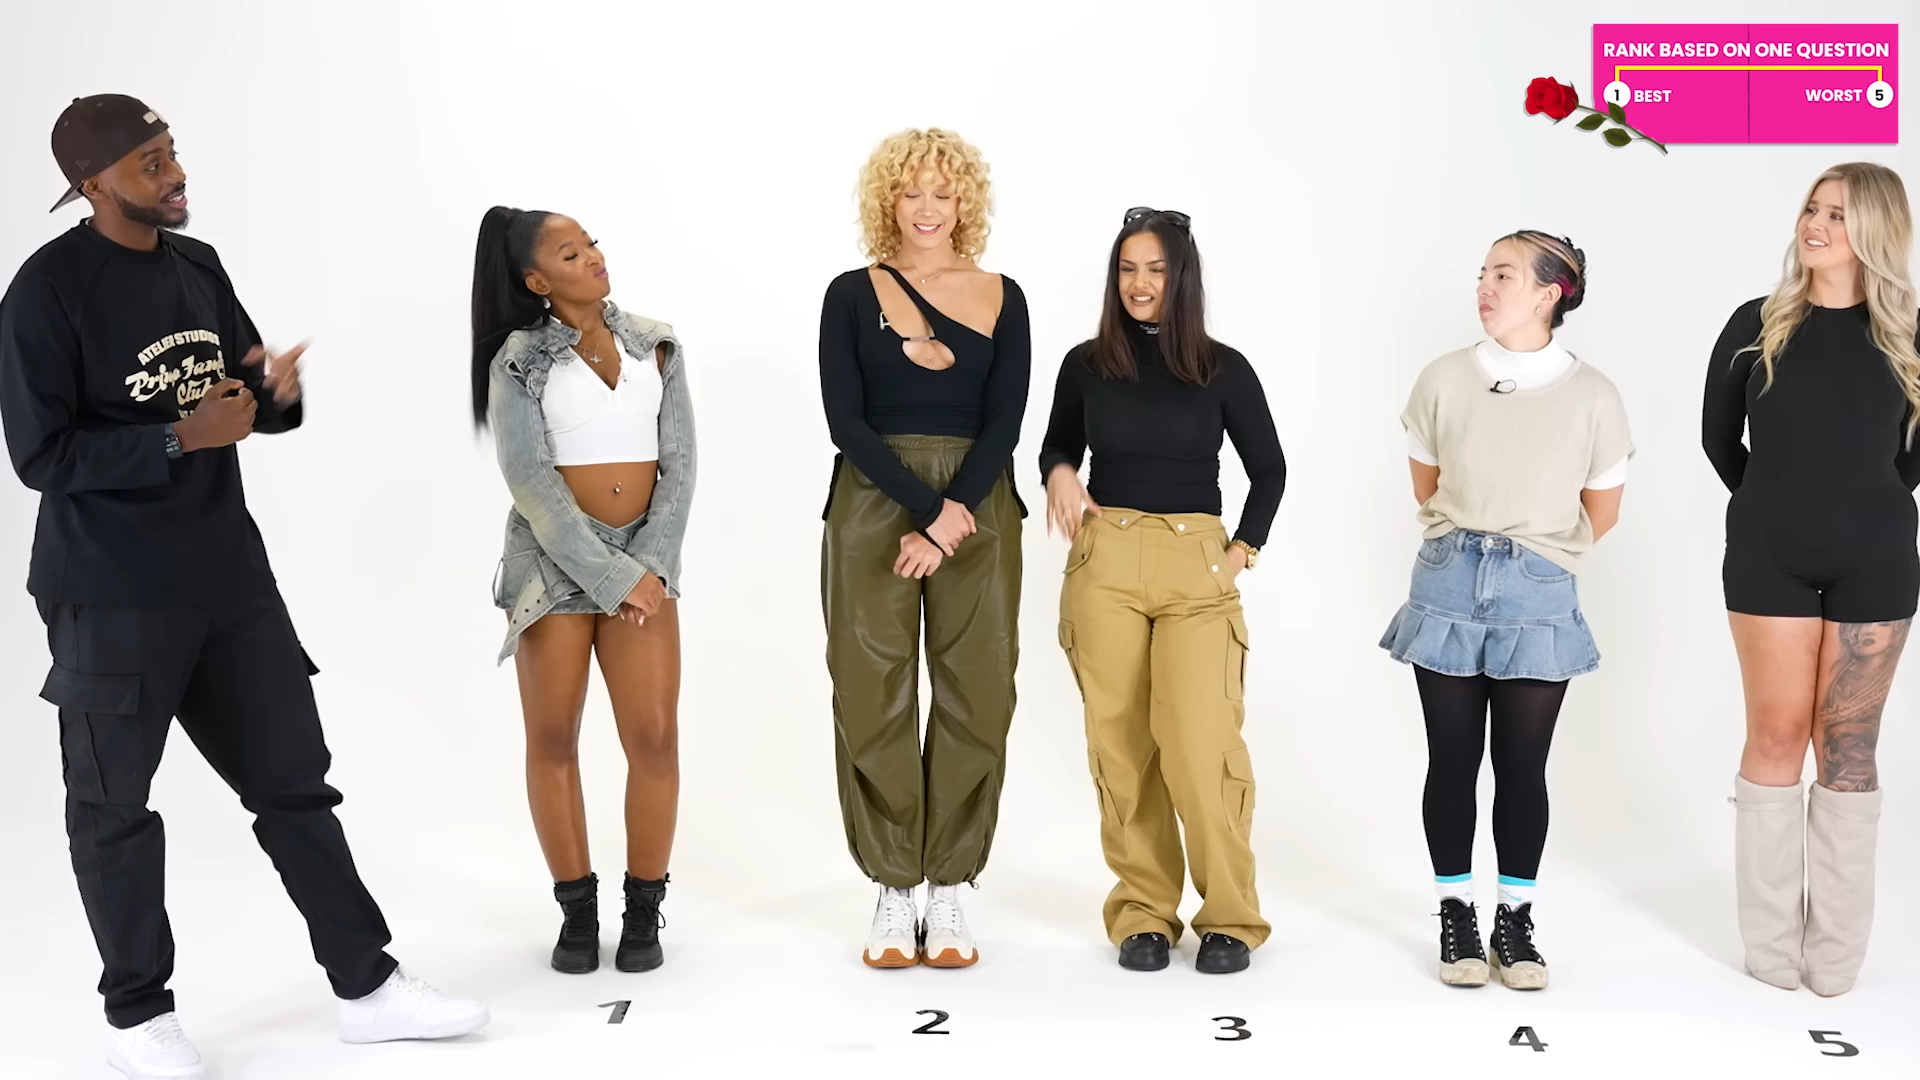 RANK BASED ON ONE QUESTION
1 BEST
WORST 5
ATELIER STUDIOS
Club
1
2
3
4
5